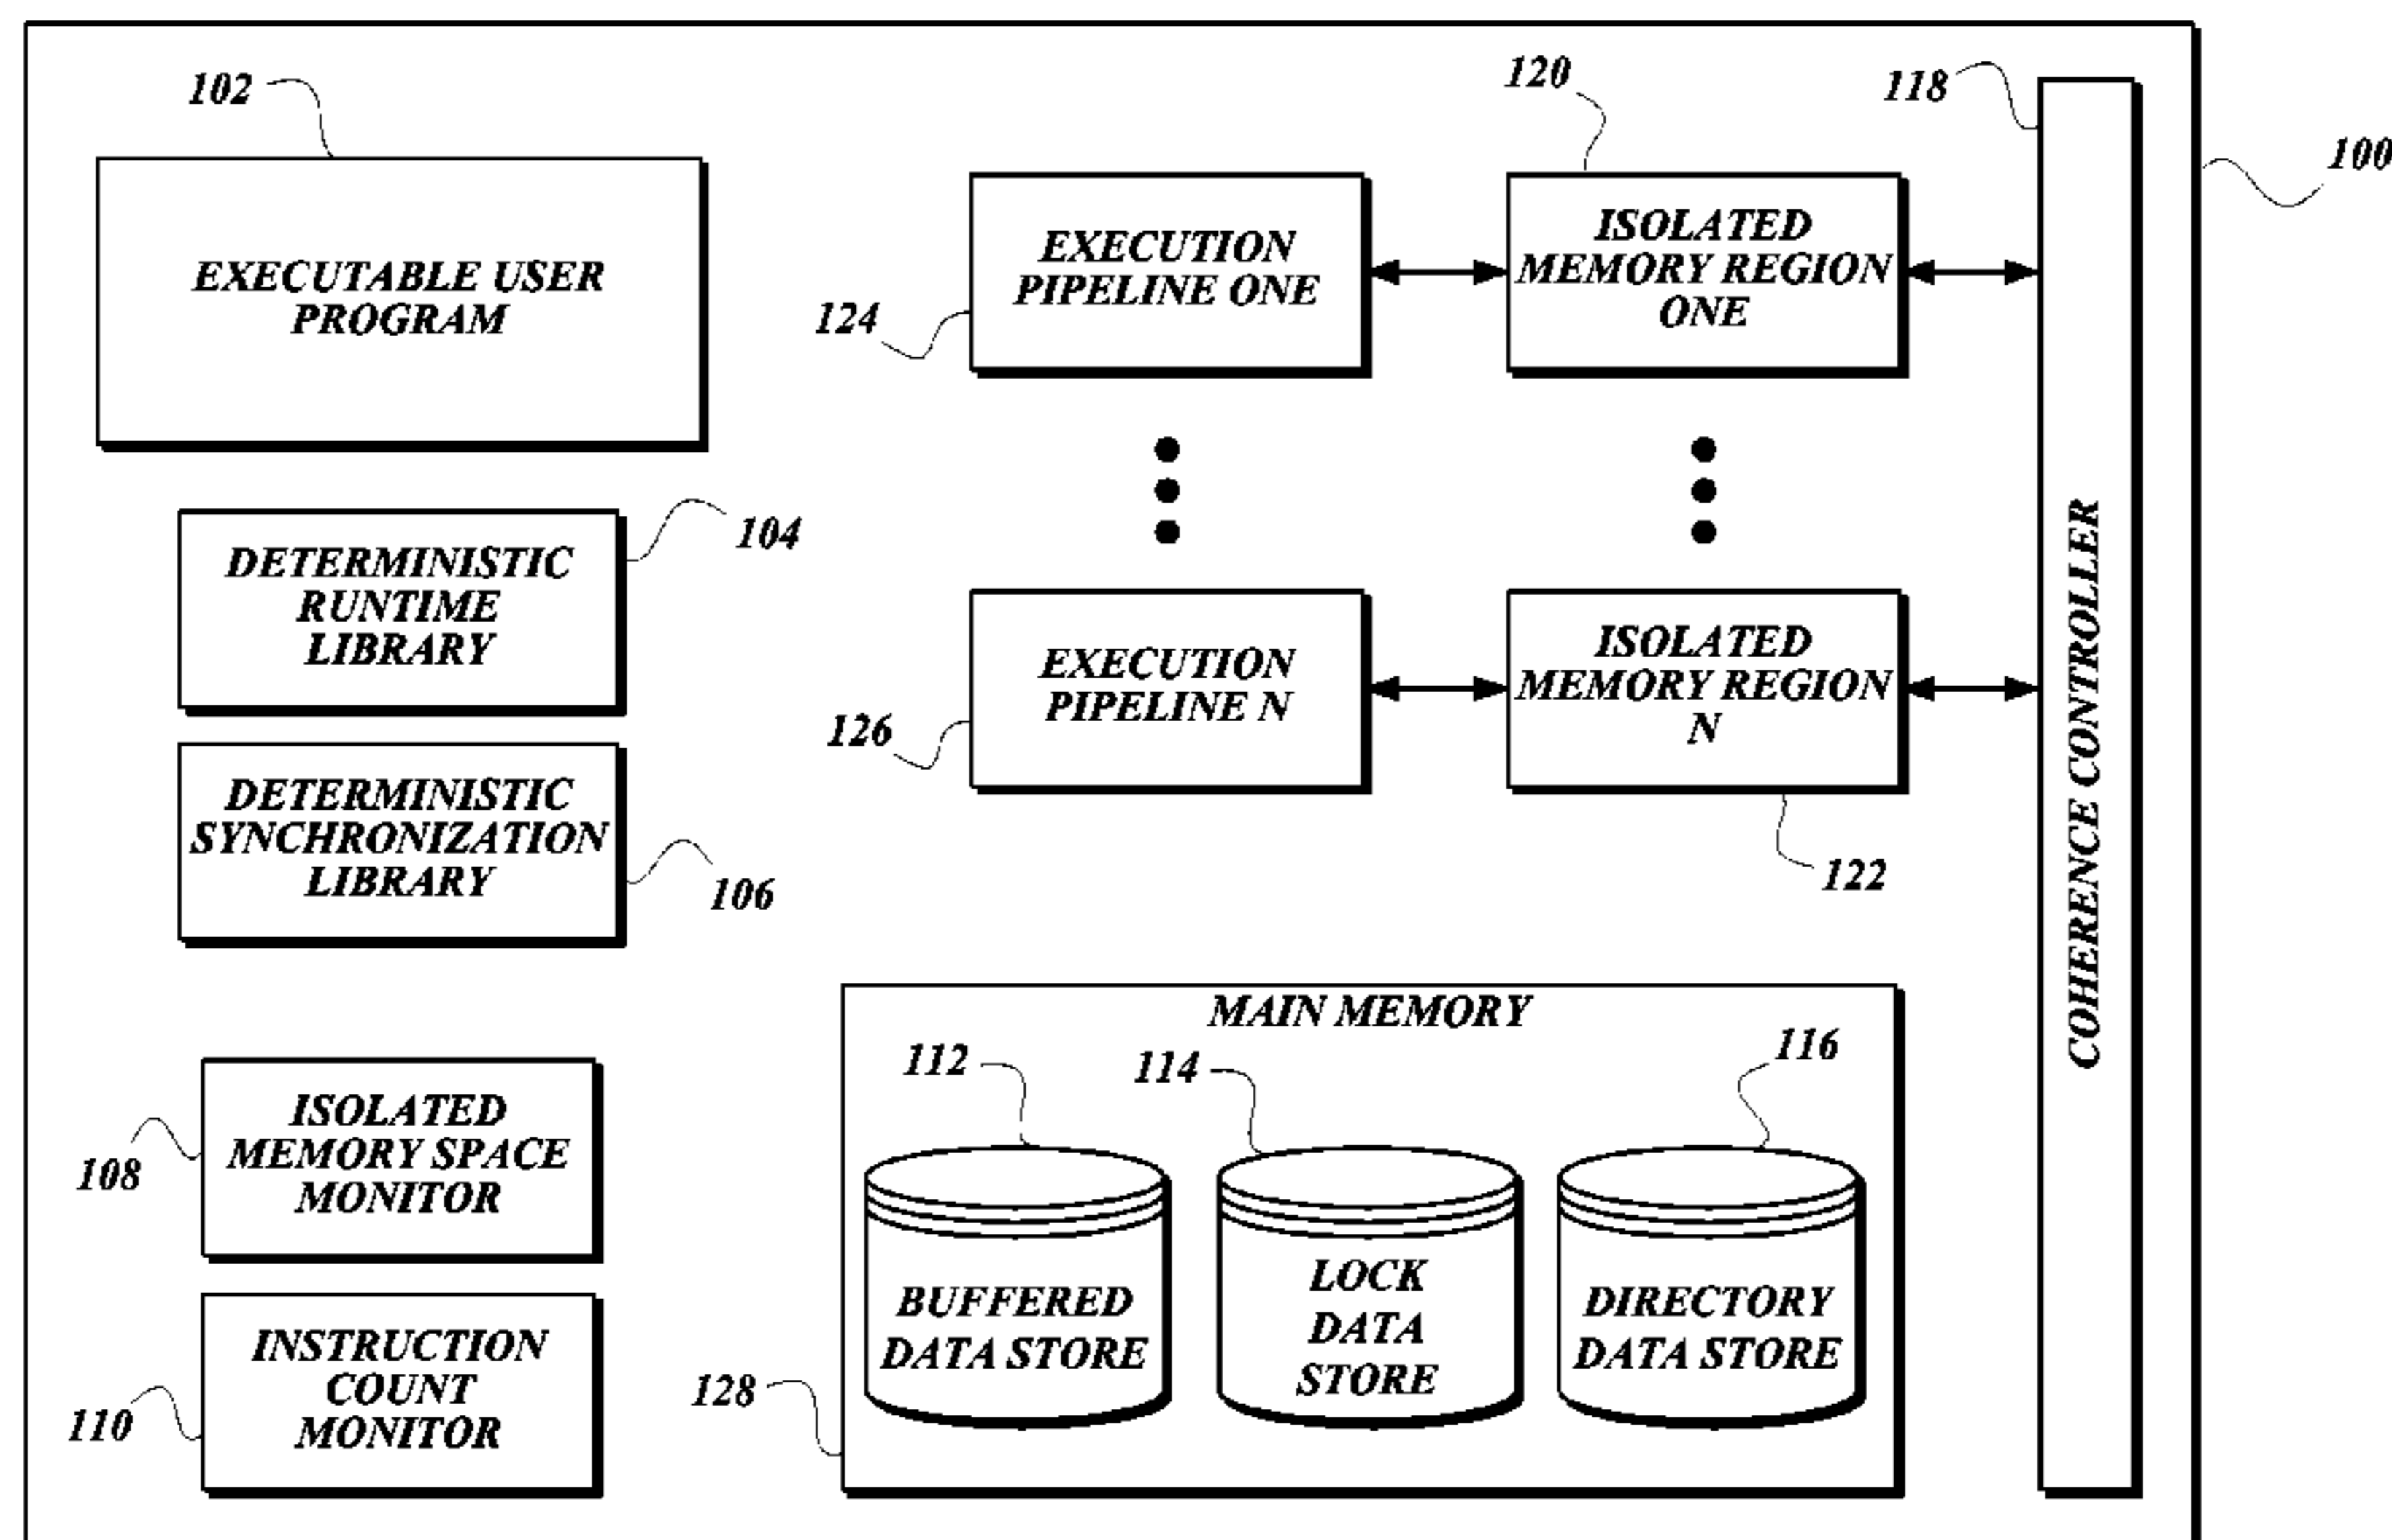 102
EXECUTABLE USER
PROGRAM
104
DETERMINISTIC
RUNTIME
LIBRARY
DETERMINISTIC
SYNCHRONIZATION
LIBRARY
106
108
ISOLATED
MEMORY SPACE
MONITOR
110
INSTRUCTION
COUNT
MONITOR
124
EXECUTION
PIPELINE ONE
120
ISOLATED
MEMORY REGION
ONE
118
100
126
EXECUTION
PIPELINE N
ISOLATED
MEMORY REGION
N
122
COHERENCE CONTROLLER
MAIN MEMORY
128
112
BUFFERED
DATA STORE
114
LOCK
DATA
STORE
116
DIRECTORY
DATA STORE